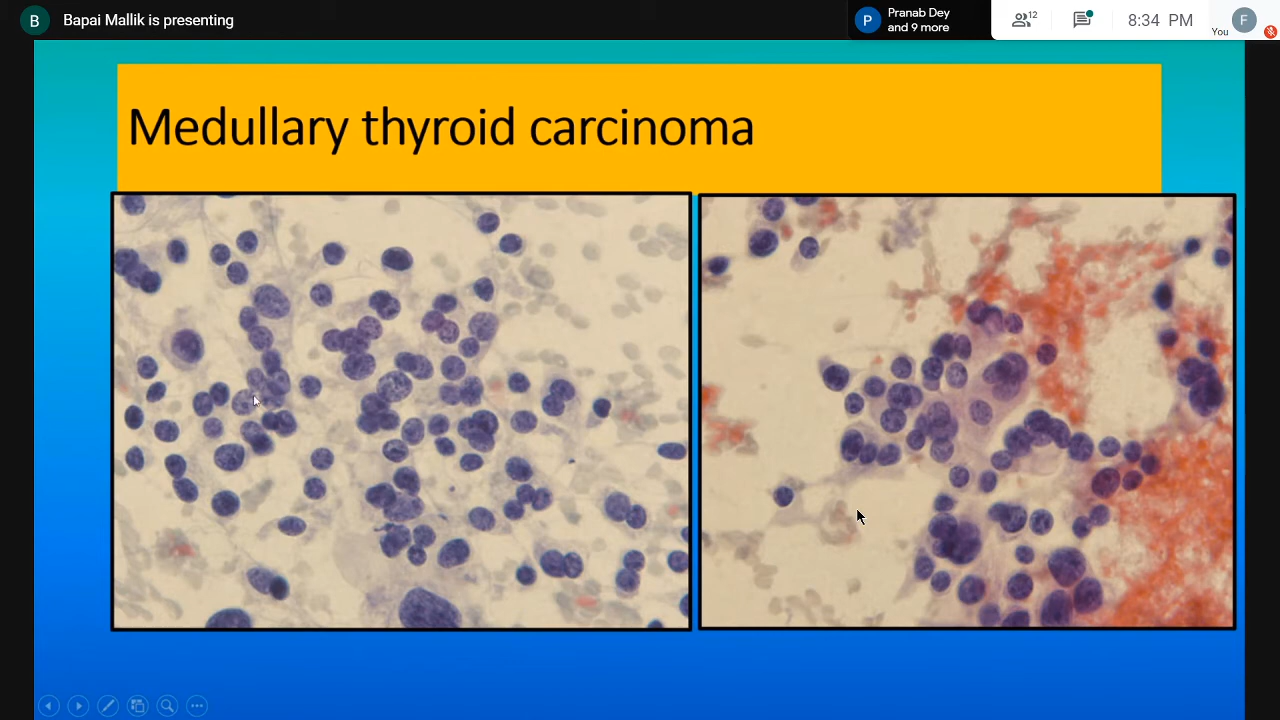 B Bapai Mallik is presenting
P Pranab Dey
and 9 more
12
8:34 PM
You
F
Medullary thyroid carcinoma